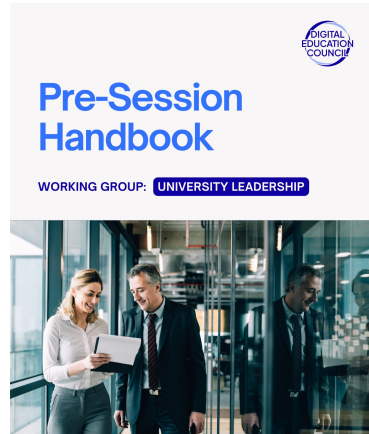 DIGITAL
EDUCATION
COUNCIL
Pre-Session
Handbook
WORKING GROUP: UNIVERSITY LEADERSHIP